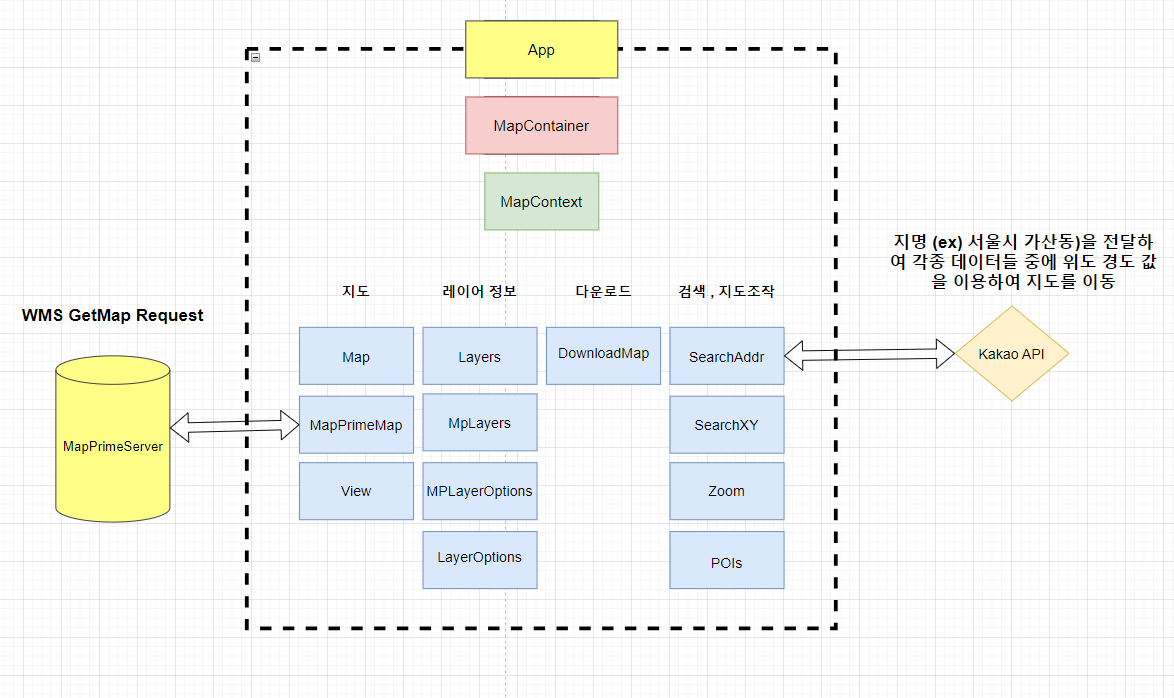 App
MapContainer
MapContext
지명 (ex) 서울시 가산동)을 전달하
여 각종 데이터들 중에 위도 경도 값
을 이용하여 지도를 이동
지도
레이어 정보
다운로드
검색 , 지도조작
WMS GetMap Request
Map
Layers
DownloadMap
SearchAddr
Kakao API
MapPrimeMap
MpLayers
SearchXY
MapPrimeServer
View
MPLayerOptions
Zoom
LayerOptions
POIs